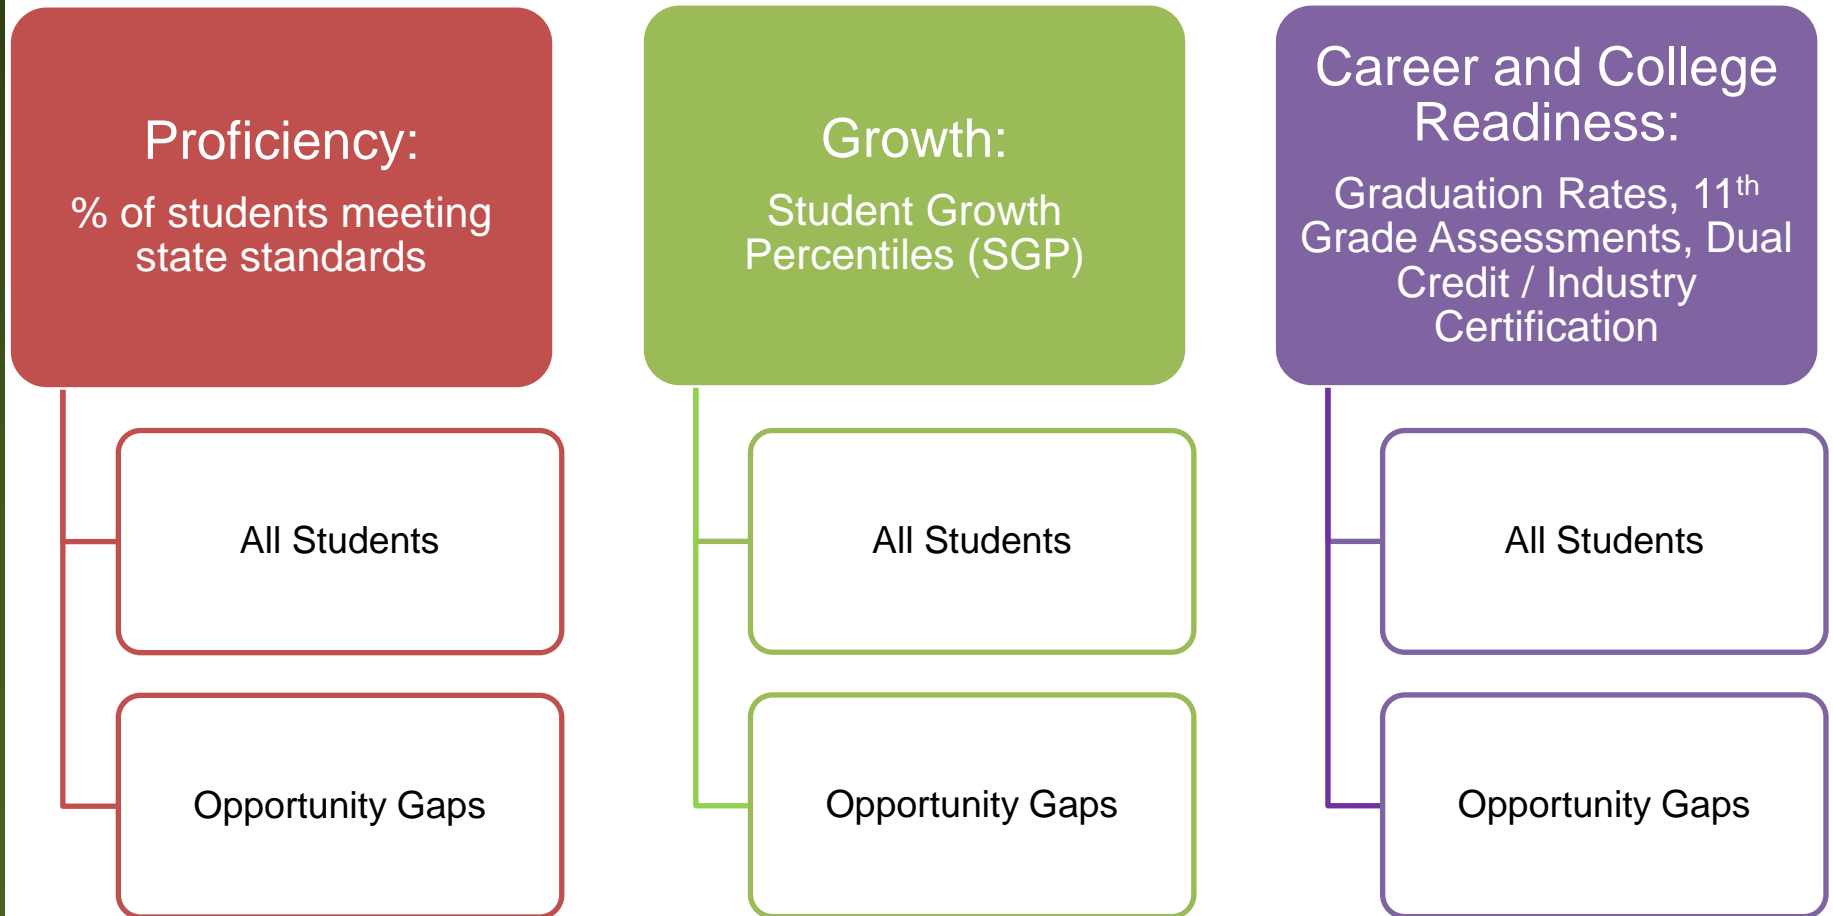 Proficiency:
% of students meeting
state standards
All Students
Opportunity Gaps
Growth:
Student Growth
Percentiles (SGP)
All Students
Opportunity Gaps
Career and College
Readiness:
Graduation Rates, 11th
Grade Assessments, Dual
Credit / Industry
Certification
All Students
Opportunity Gaps